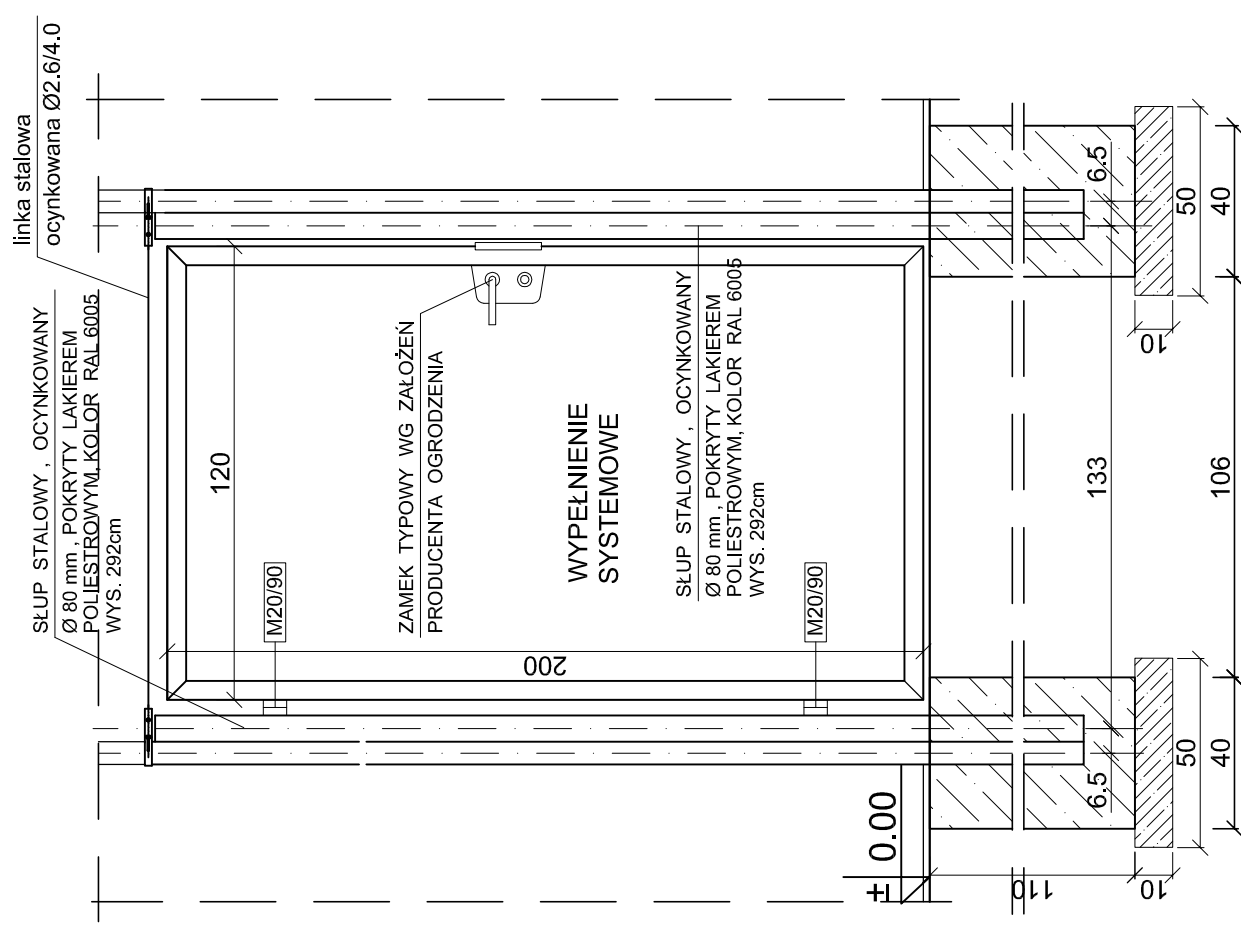 linka stalowa
ocynkowana Ø2.6/4.0
SŁUP STALOWY , OCYNKOWANY
Ø 80 mm , POKRYTY LAKIEREM
POLIESTROWYM, KOLOR RAL 6005
WYS. 292cm
120
M20/90
ZAMEK TYPOWY WG ZAŁOŻEŃ
PRODUCENTA OGRODZENIA
200
WYPEŁNIENIE
SYSTEMOWE
SŁUP STALOWY , OCYNKOWANY
Ø 80 mm , POKRYTY LAKIEREM
POLIESTROWYM, KOLOR RAL 6005
WYS. 292cm
M20/90
∓ 0.00
110
10
6.5
133
6.5
10
50
50
40
106
40